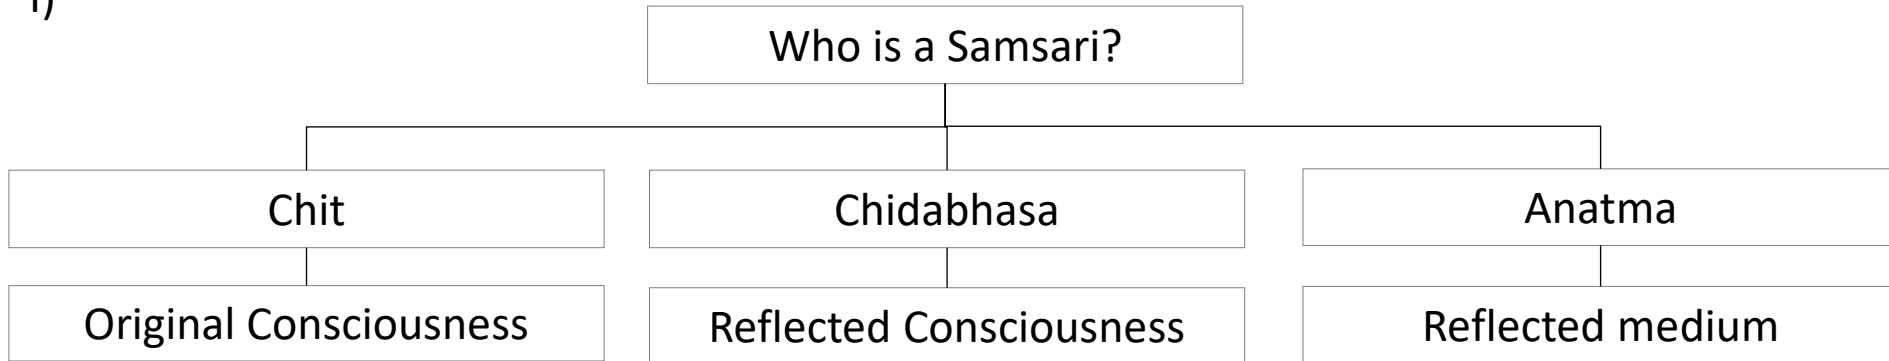 i)
Who is a Samsari?
Chit
Chidabhasa
Anatma
Original Consciousness
Reflected Consciousness
Reflected medium